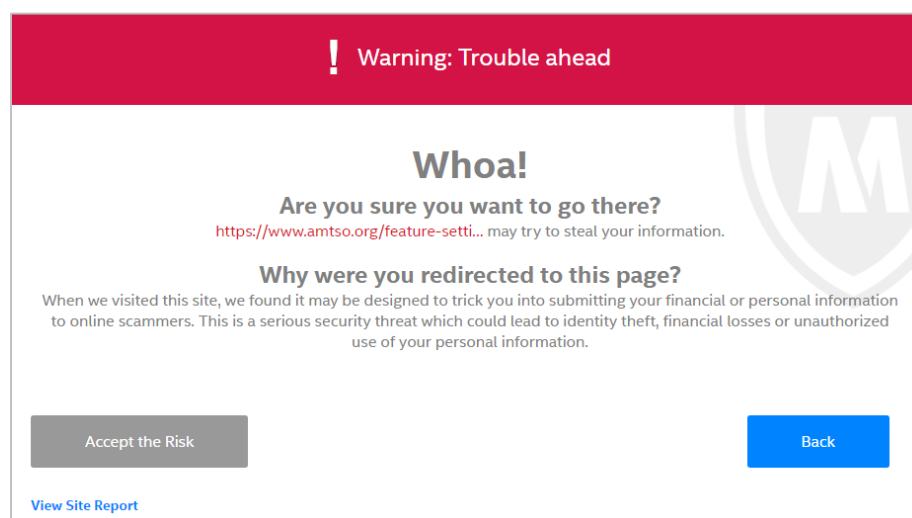 ! Warning: Trouble ahead
Whoa!
Are you sure you want to go there?
https://www.amtso.org/feature-setti... may try to steal your information.
Why were you redirected to this page?
When we visited this site, we found it may be designed to trick you into submitting your financial or personal information
to online scammers. This is a serious security threat which could lead to identity theft, financial losses or unauthorized
use of your personal information.
Accept the Risk
Back
View Site Report